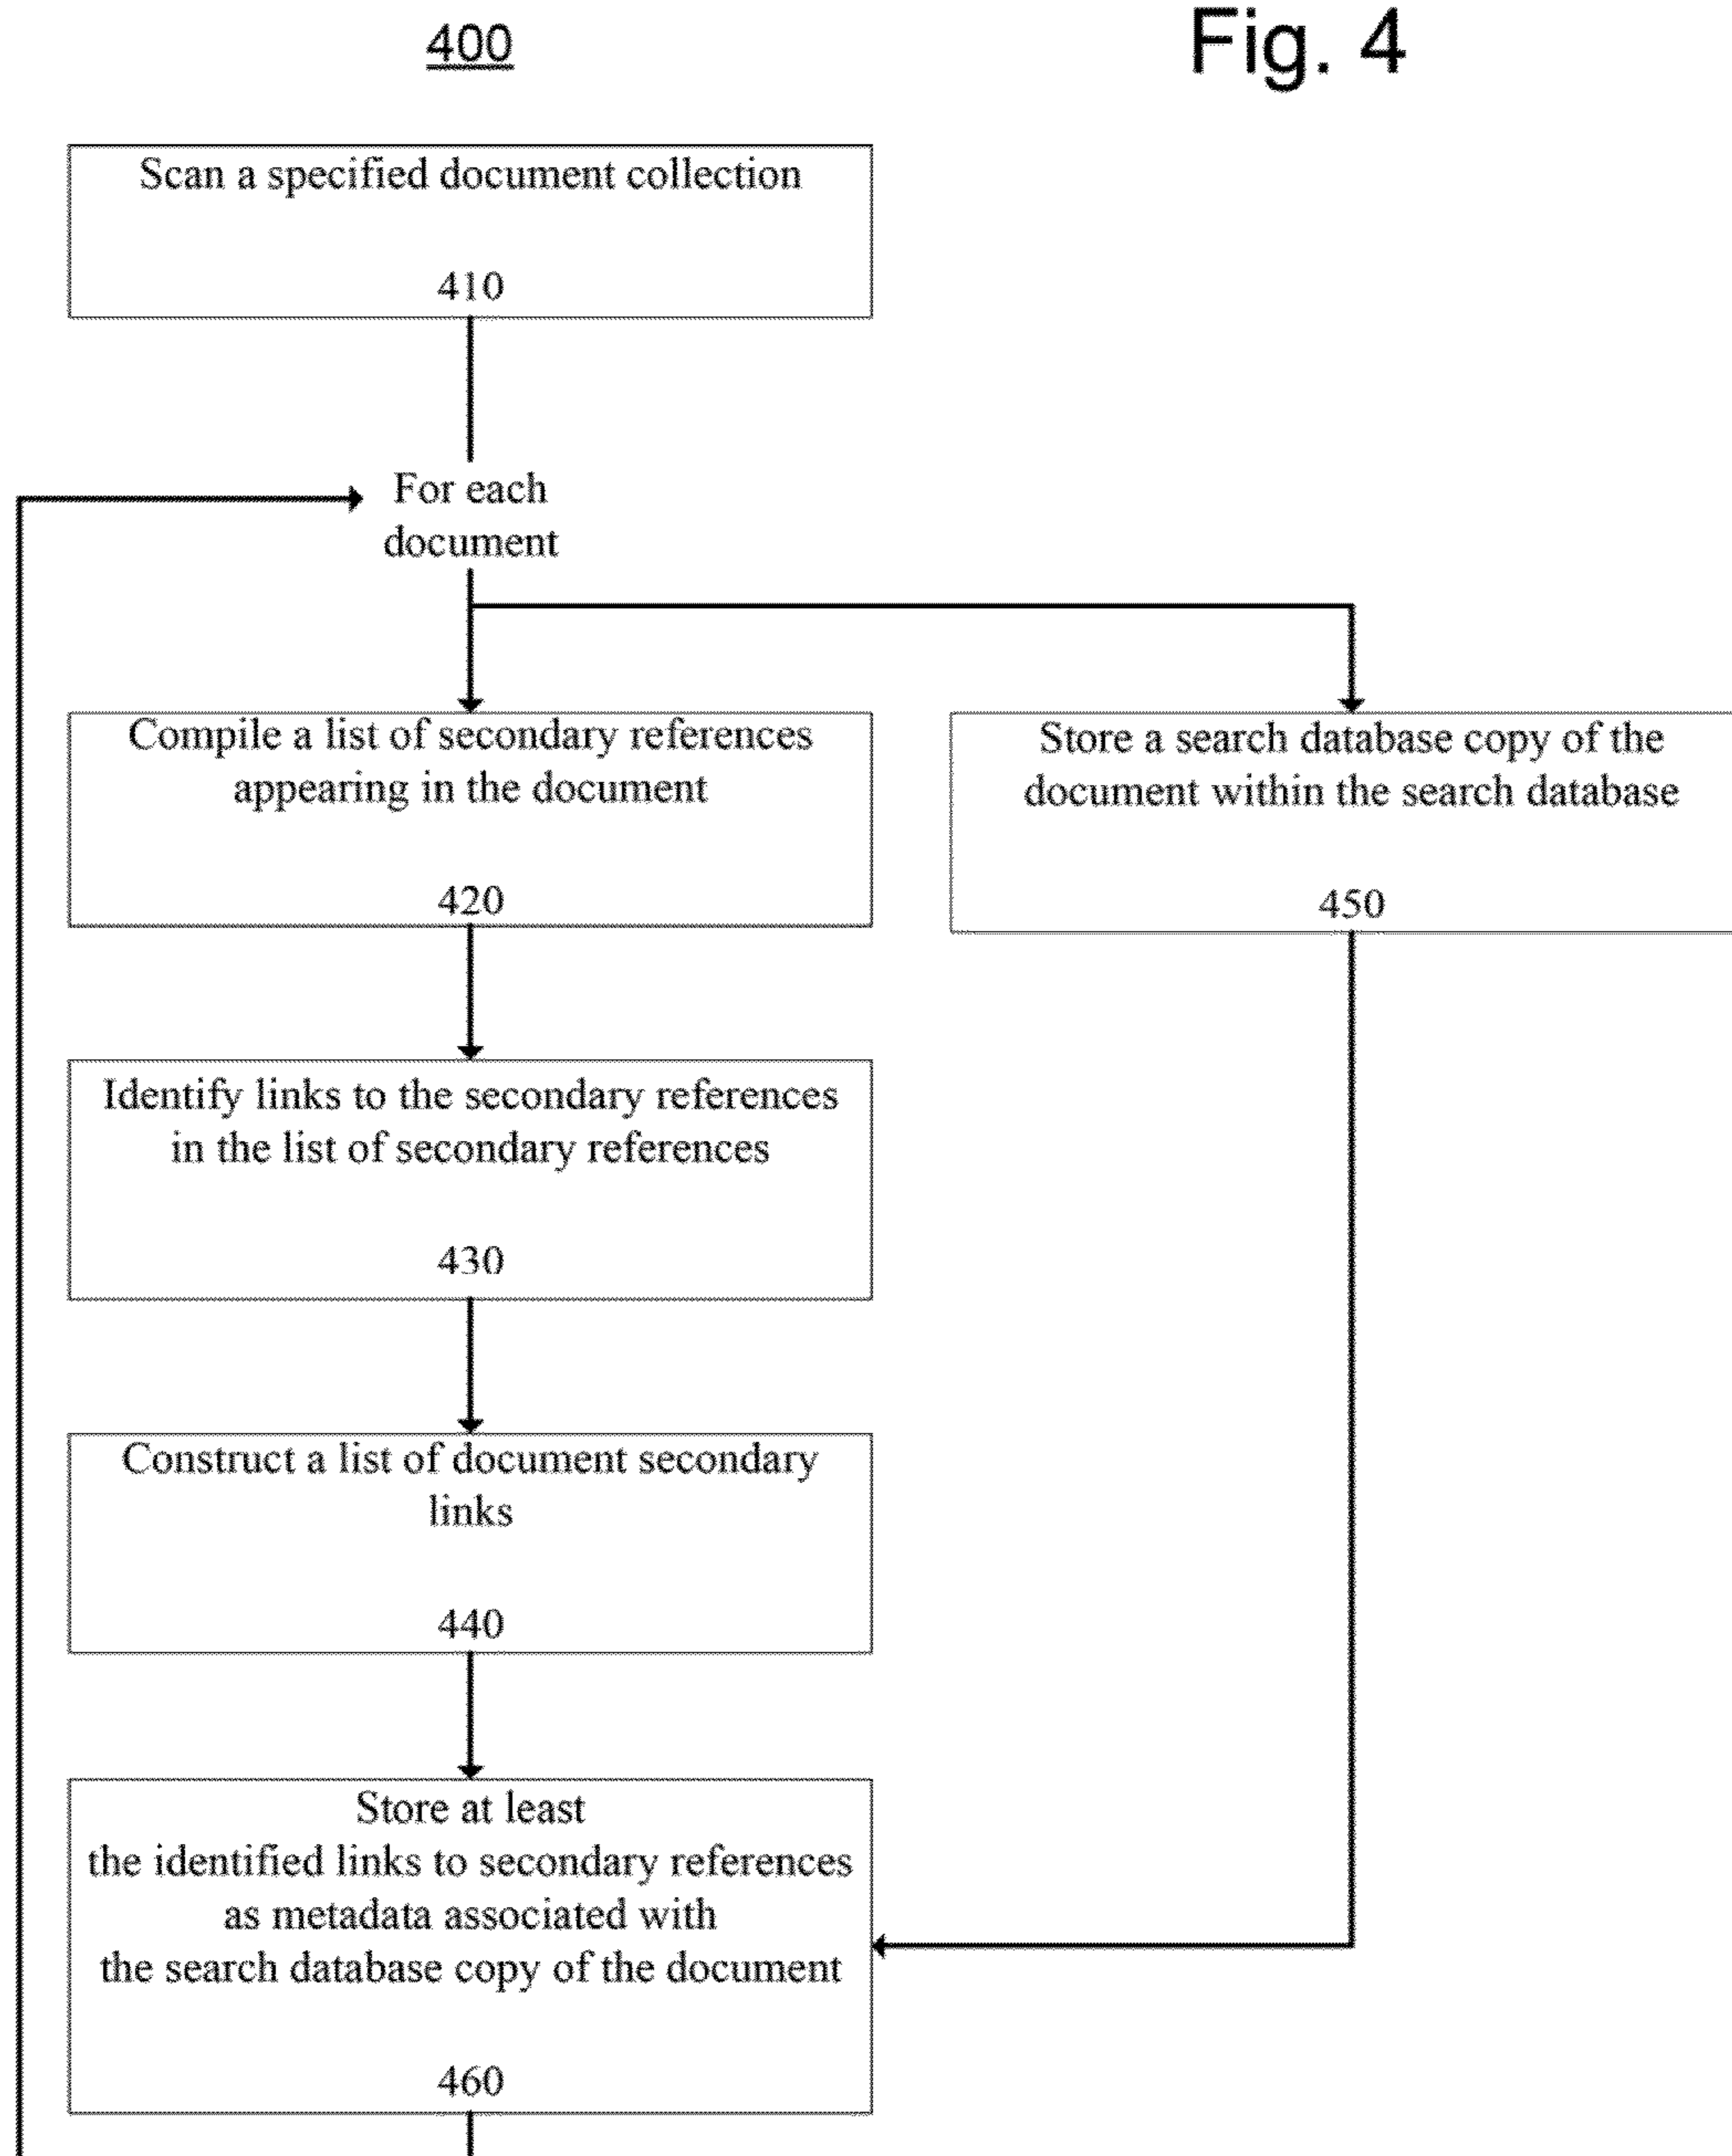 400
Fig. 4
Scan a specified document collection
410
For each
document
Compile a list of secondary references
appearing in the document
420
Store a search database copy of the
document within the search database
450
Identify links to the secondary references
in the list of secondary references
430
Construct a list of document secondary
links
440
Store at least
the identified links to secondary references
as metadata associated with
the search database copy of the document
460